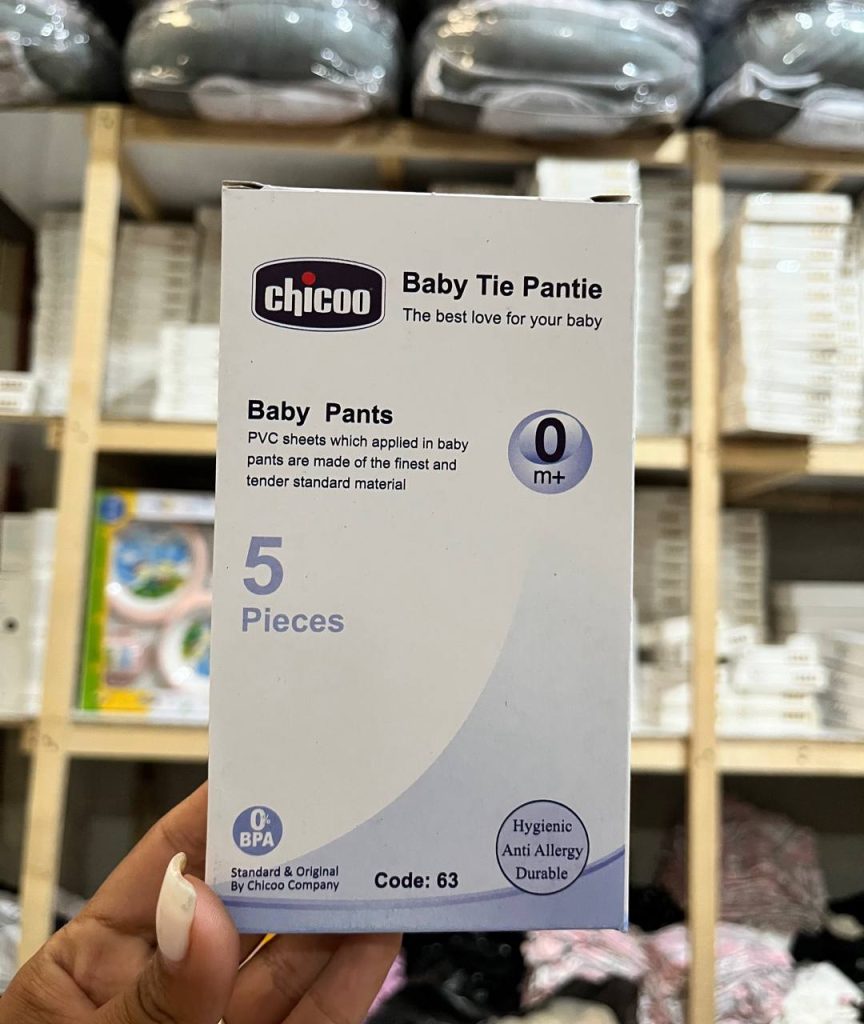 chicoo
Baby Tie Pantie
The best love for your baby
Baby Pants
PVC sheets which applied in baby
pants are made of the finest and
tender standard material
0
m+
5
Pieces
0%
BPA
Standard & Original
By Chicoo Company
Code: 63
Hygienic
Anti Allergy
Durable